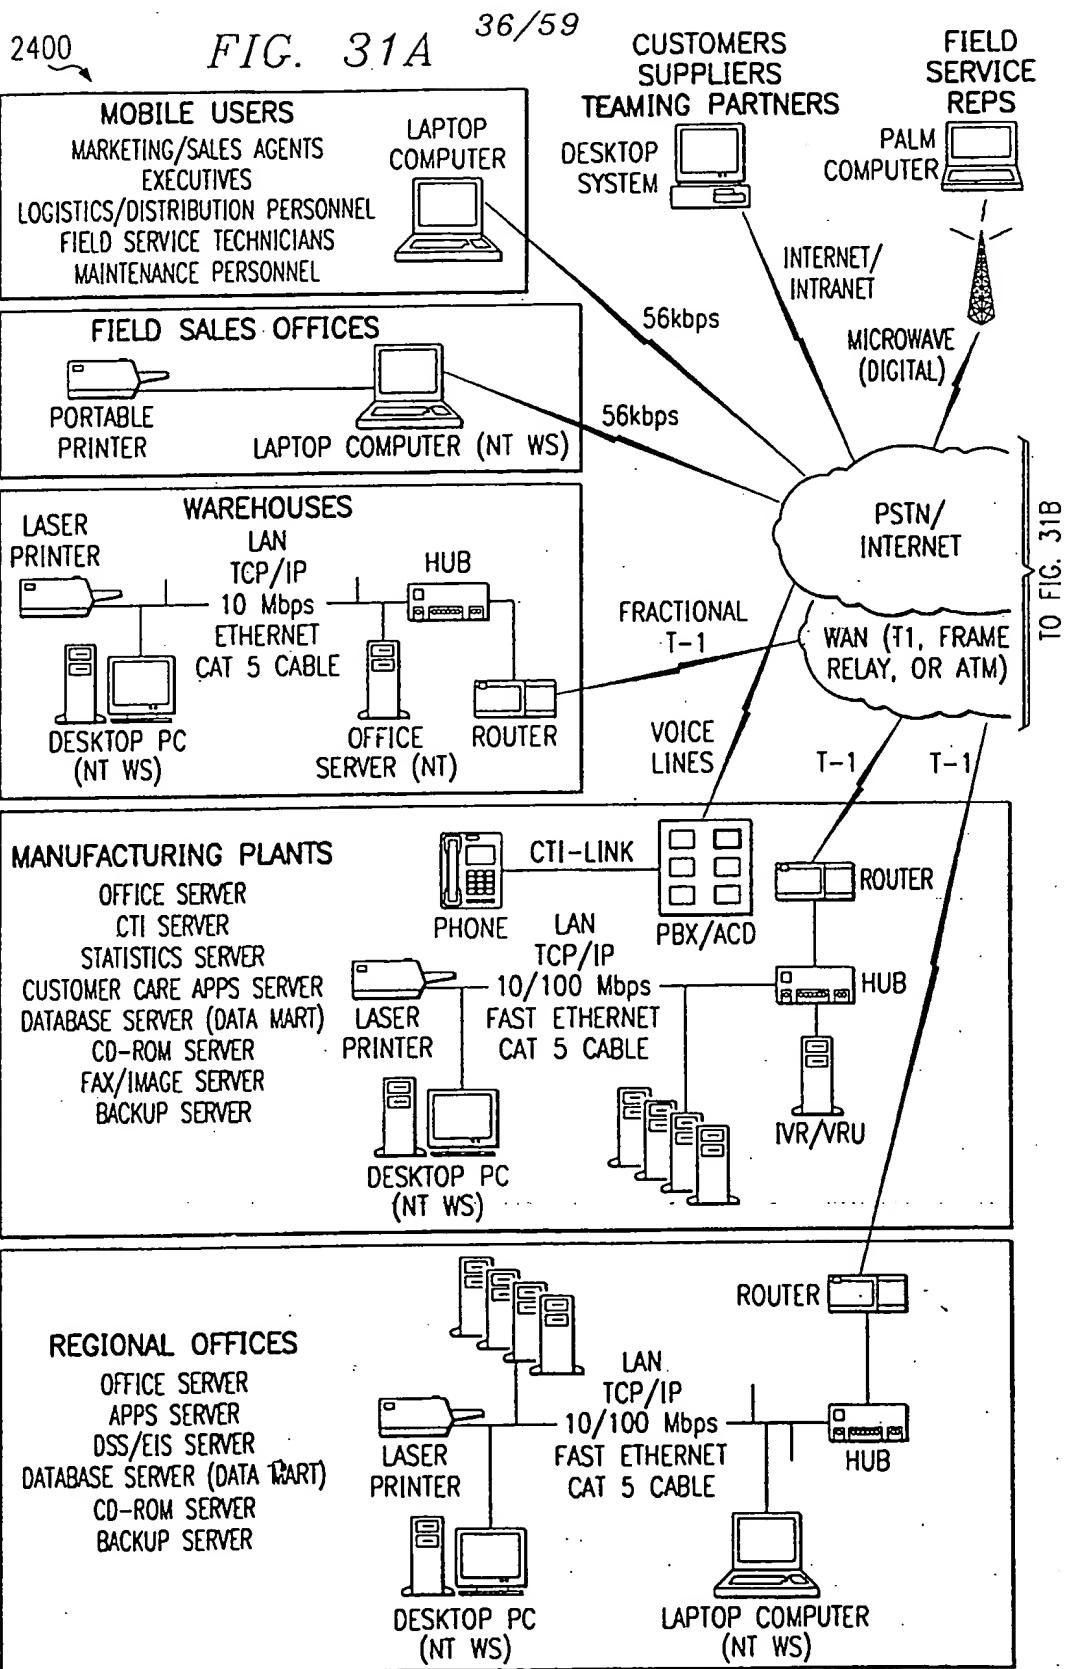 36/59
2400
FIG. 31A
CUSTOMERS
SUPPLIERS
TEAMING PARTNERS
DESKTOP
SYSTEM
FIELD
SERVICE
REPS
PALM
COMPUTER
MOBILE USERS
MARKETING/SALES AGENTS
EXECUTIVES
LOGISTICS/DISTRIBUTION PERSONNEL
FIELD SERVICE TECHNICIANS
MAINTENANCE PERSONNEL
LAPTOP
COMPUTER
INTERNET/
INTRANET
56kbps
MICROWAVE
(DIGITAL)
FIELD SALES OFFICES
PORTABLE
PRINTER
LAPTOP COMPUTER (NT WS)
56kbps
PSTN/
INTERNET
WAN (T1, FRAME
RELAY, OR ATM)
TO FIG. 31B
WAREHOUSES
LASER
PRINTER
LAN
TCP/IP
10 Mbps
ETHERNET
CAT 5 CABLE
HUB
DESKTOP PC
(NT WS)
OFFICE
SERVER (NT)
ROUTER
FRACTIONAL
T-1
VOICE
LINES
T-1
T-1
MANUFACTURING PLANTS
OFFICE SERVER
CTI SERVER
STATISTICS SERVER
CUSTOMER CARE APPS SERVER
DATABASE SERVER (DATA MART)
CD-ROM SERVER
FAX/IMAGE SERVER
BACKUP SERVER
PHONE
CTI-LINK
PBX/ACD
ROUTER
LASER
PRINTER
LAN
TCP/IP
10/100 Mbps
FAST ETHERNET
CAT 5 CABLE
HUB
IVR/VRU
DESKTOP PC
(NT WS)
REGIONAL OFFICES
OFFICE SERVER
APPS SERVER
DSS/EIS SERVER
DATABASE SERVER (DATA MART)
CD-ROM SERVER
BACKUP SERVER
ROUTER
LASER
PRINTER
LAN
TCP/IP
10/100 Mbps
FAST ETHERNET
CAT 5 CABLE
HUB
DESKTOP PC
(NT WS)
LAPTOP COMPUTER
(NT WS)